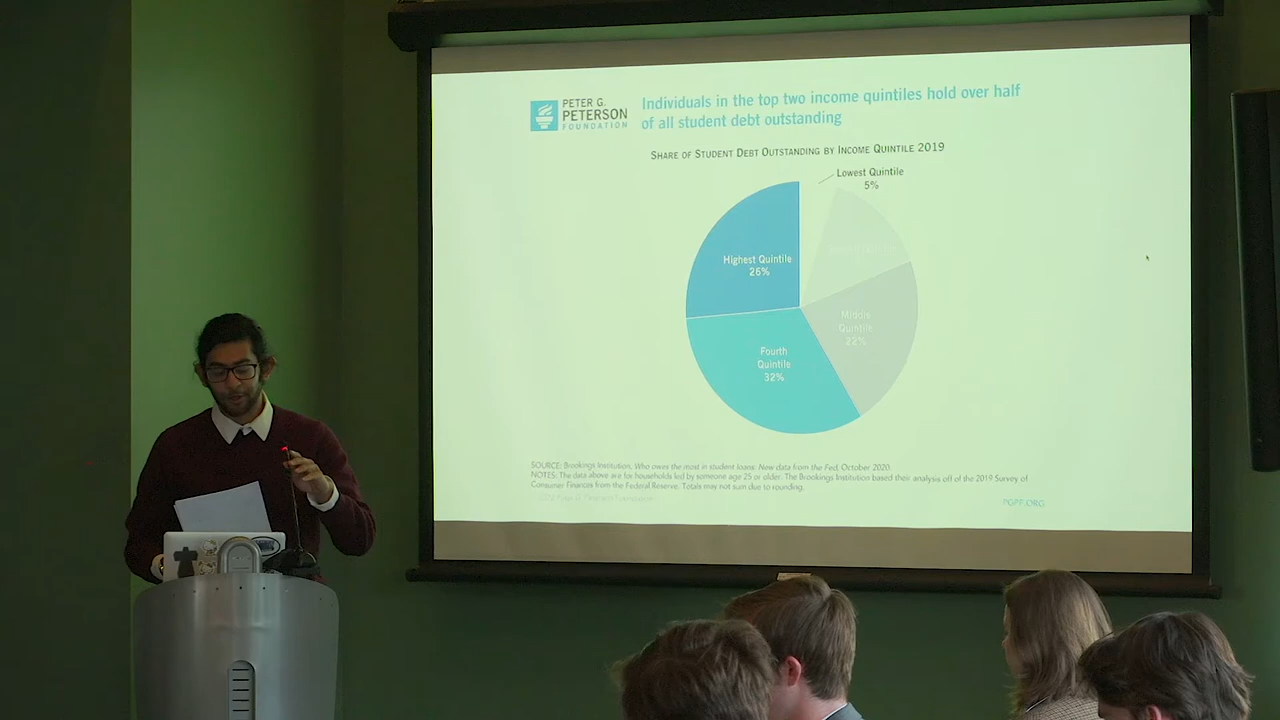 PETER G.
PETERSON
FOUNDATION
Individuals in the top two income quintiles hold over half
of all student debt outstanding
SHARE OF STUDENT DEBT OUTSTANDING BY INCOME QUINTILE 2019
Lowest Quintile
5%
Highest Quintile
26%
Middle
Quintile
22%
Fourth
Quintile
32%
SOURCE: Brookings Institution, Who owes the most in student loans: New data from the Fed, October 2020.
NOTES: The data above are for households led by someone age 25 or older. The Brookings Institution based their analysis off of the 2019 Survey of
Consumer Finances from the Federal Reserve. Totals may not sum due to rounding.
PGPF.ORG